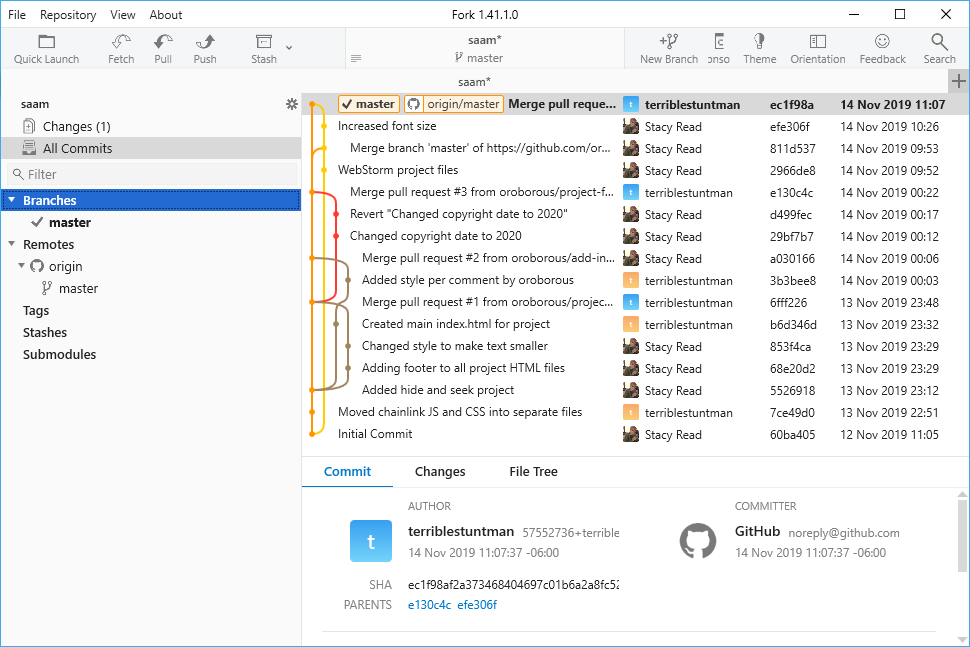 File Repository View About Fork 1.41.1.0
Quick Launch Fetch Pull Push Stash saam* master New Branch onso Theme Orientation Feedback Search
saam*
saam
Changes (1)
All Commits
Filter
Branches
master
Remotes
origin
master
Tags
Stashes
Submodules
master origin/master Merge pull reque... t terriblestuntman ec1f98a 14 Nov 2019 11:07
Increased font size Stacy Read efe306f 14 Nov 2019 10:26
Merge branch 'master' of https://github.com/or... Stacy Read 811d537 14 Nov 2019 09:53
WebStorm project files Stacy Read 2966de8 14 Nov 2019 09:52
Merge pull request #3 from oroborous/project-f... t terriblestuntman e130c4c 14 Nov 2019 00:22
Revert "Changed copyright date to 2020" Stacy Read d499fec 14 Nov 2019 00:17
Changed copyright date to 2020 Stacy Read 29bf7b7 14 Nov 2019 00:12
Merge pull request #2 from oroborous/add-in... Stacy Read a030166 14 Nov 2019 00:06
Added style per comment by oroborous t terriblestuntman 3b3bee8 14 Nov 2019 00:03
Merge pull request #1 from oroborous/projec... t terriblestuntman 6fff226 13 Nov 2019 23:48
Created main index.html for project t terriblestuntman b6d346d 13 Nov 2019 23:32
Changed style to make text smaller Stacy Read 853f4ca 13 Nov 2019 23:29
Adding footer to all project HTML files Stacy Read 68e20d2 13 Nov 2019 23:29
Added hide and seek project Stacy Read 5526918 13 Nov 2019 23:12
Moved chainlink JS and CSS into separate files t terriblestuntman 7ce49d0 13 Nov 2019 22:51
Initial Commit Stacy Read 60ba405 12 Nov 2019 11:05
Commit Changes File Tree
AUTHOR COMMITTER
t terriblestuntman 57552736+terrible GitHub noreply@github.com
14 Nov 2019 11:07:37 -06:00 14 Nov 2019 11:07:37 -06:00
SHA ec1f98af2a373468404697c01b6a2a8fc52
PARENTS e130c4c efe306f